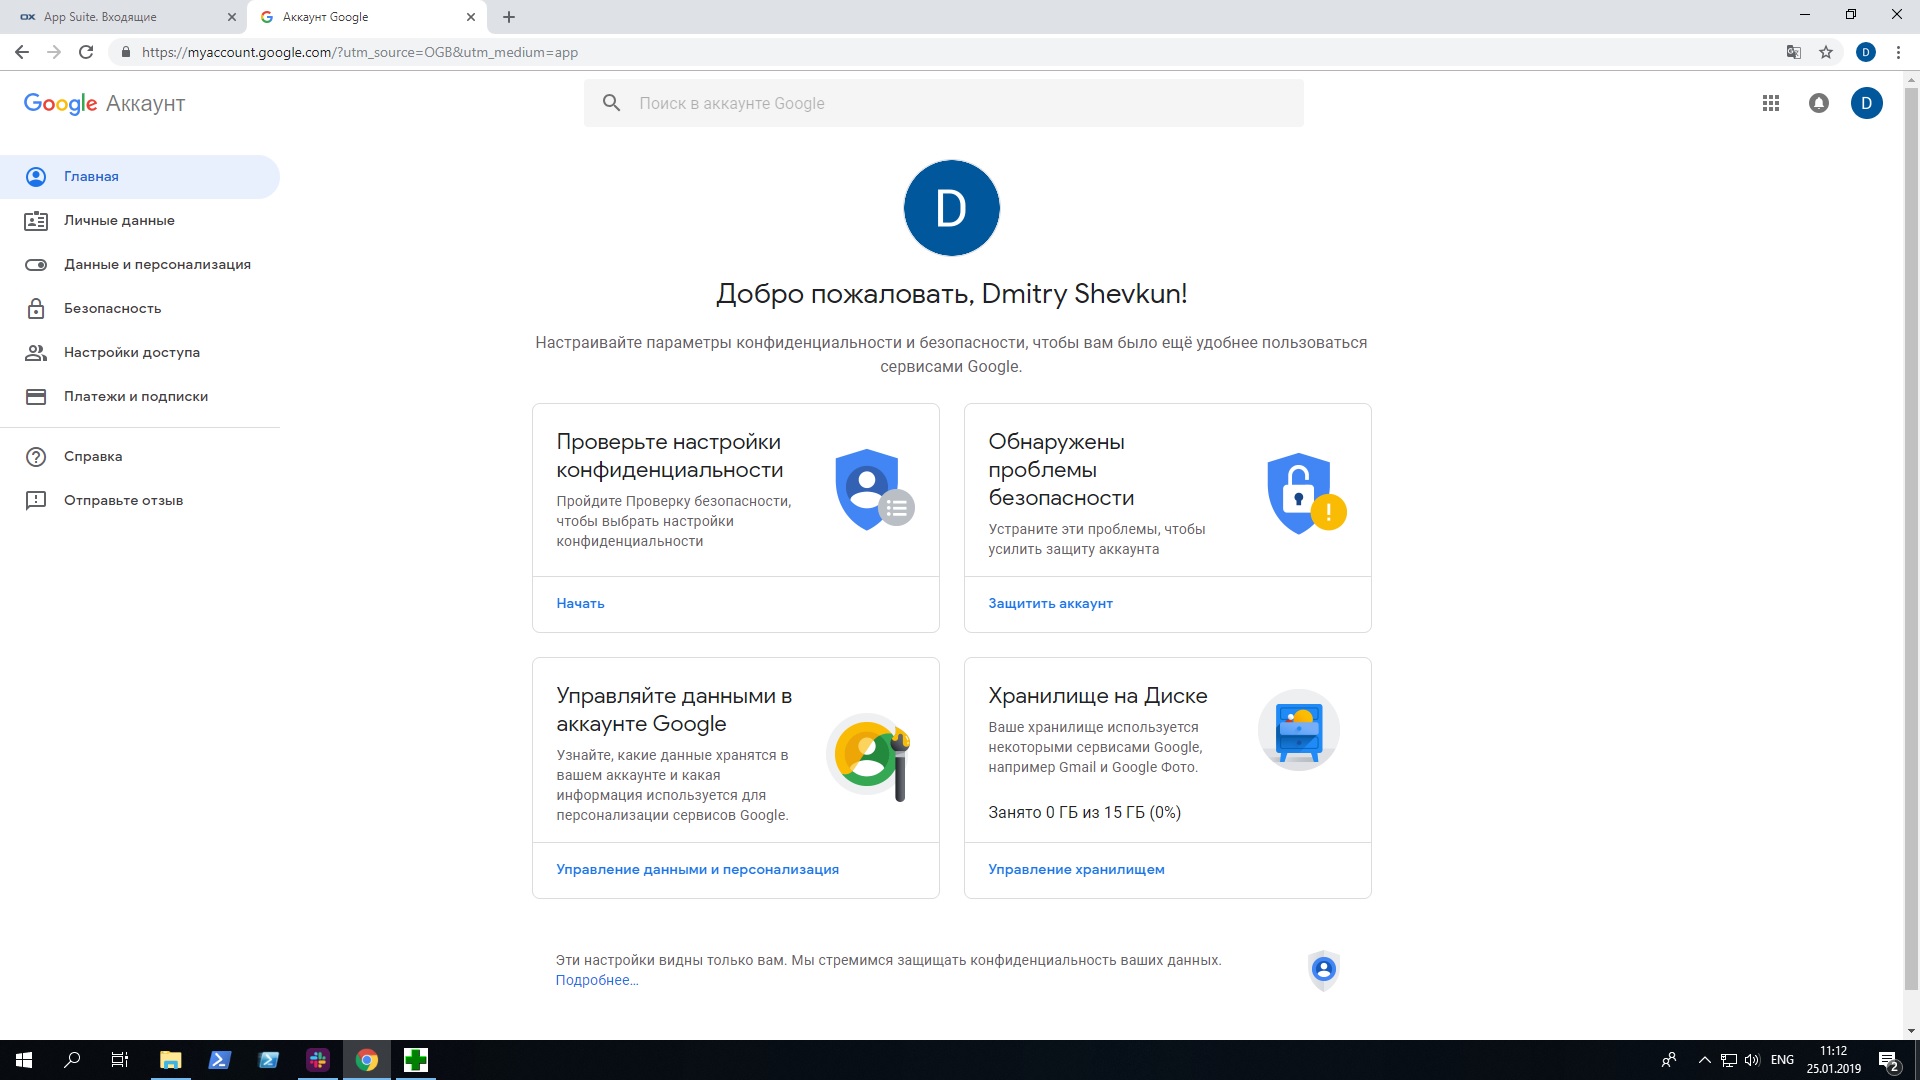 App Suite. Входящие
Аккаунт Google
https://myaccount.google.com/?utm_source=OGB&utm_medium=app
D
Google Аккаунт
Поиск в аккаунте Google
D
Главная
Личные данные
Данные и персонализация
Безопасность
Настройки доступа
Платежи и подписки
Справка
Отправьте отзыв
D
Добро пожаловать, Dmitry Shevkun!
Настраивайте параметры конфиденциальности и безопасности, чтобы вам было ещё удобнее пользоваться
сервисами Google.
Проверьте настройки
конфиденциальности
Пройдите Проверку безопасности,
чтобы выбрать настройки
конфиденциальности
Начать
Обнаружены
проблемы
безопасности
Устраните эти проблемы, чтобы
усилить защиту аккаунта
Защитить аккаунт
Управляйте данными в
аккаунте Google
Узнайте, какие данные хранятся в
вашем аккаунте и какая
информация используется для
персонализации сервисов Google.
Управление данными и персонализация
Хранилище на Диске
Ваше хранилище используется
некоторыми сервисами Google,
например Gmail и Google Фото.
Занято 0 ГБ из 15 ГБ (0%)
Управление хранилищем
Эти настройки видны только вам. Мы стремимся защищать конфиденциальность ваших данных.
Подробнее…
ENG
11:12
25.01.2019
2